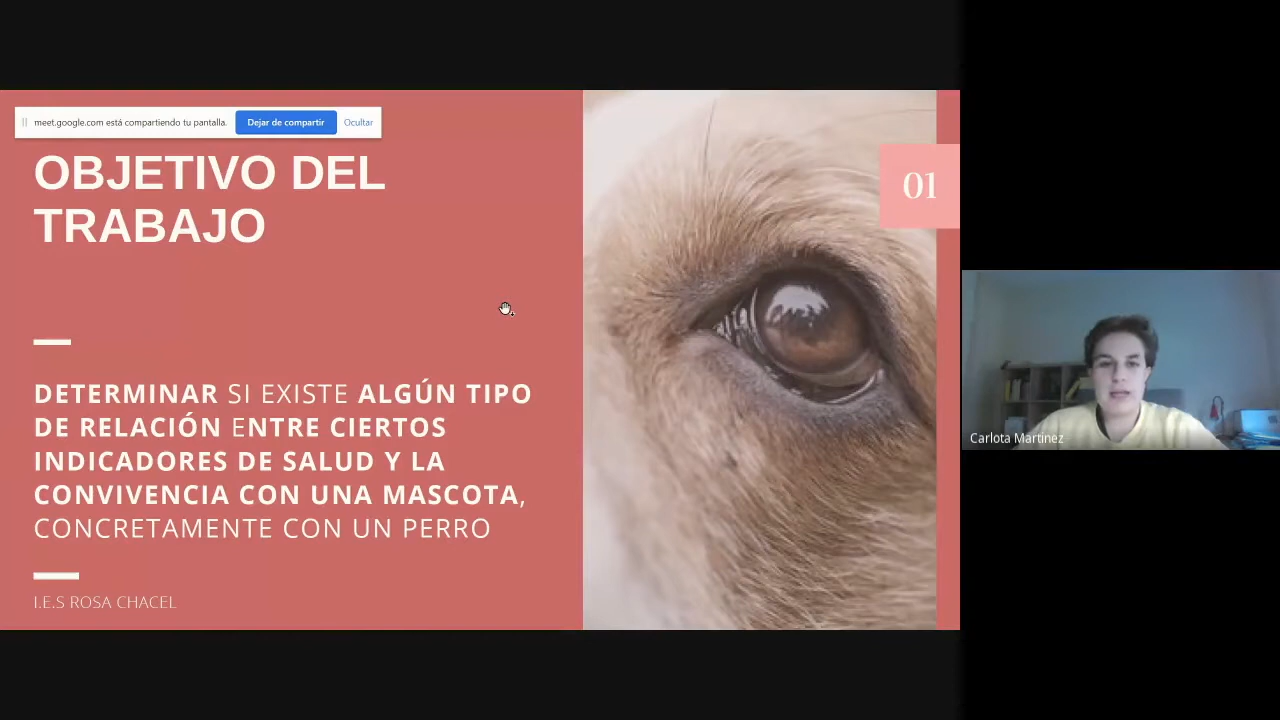 meet.google.com está compartiendo tu pantalla.
Dejar de compartir
Ocultar
OBJETIVO DEL
TRABAJO
01
DETERMINAR SI EXISTE ALGÚN TIPO
DE RELACIÓN ENTRE CIERTOS
INDICADORES DE SALUD Y LA
CONVIVENCIA CON UNA MASCOTA,
CONCRETAMENTE CON UN PERRO
I.E.S ROSA CHACEL
Carlota Martinez